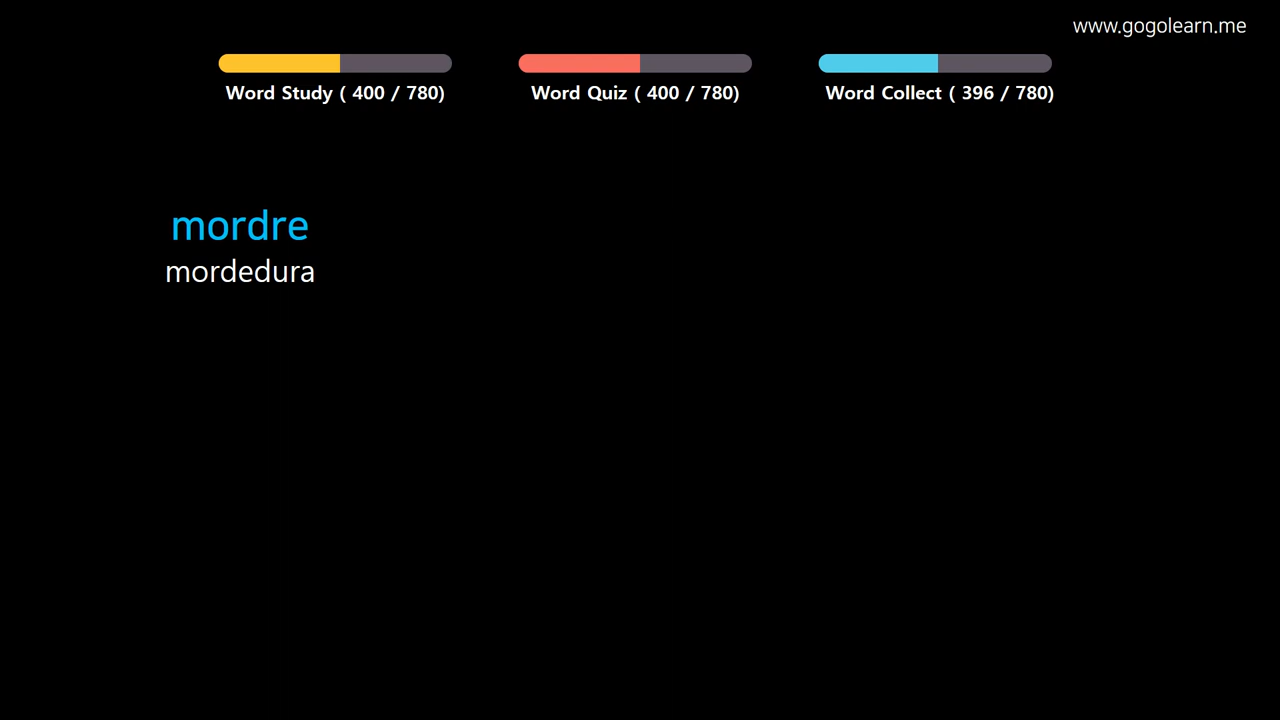 www.gogolearn.me
Word Study ( 400 / 780)
Word Quiz ( 400 / 780)
Word Collect ( 396 / 780)
mordre
mordedura